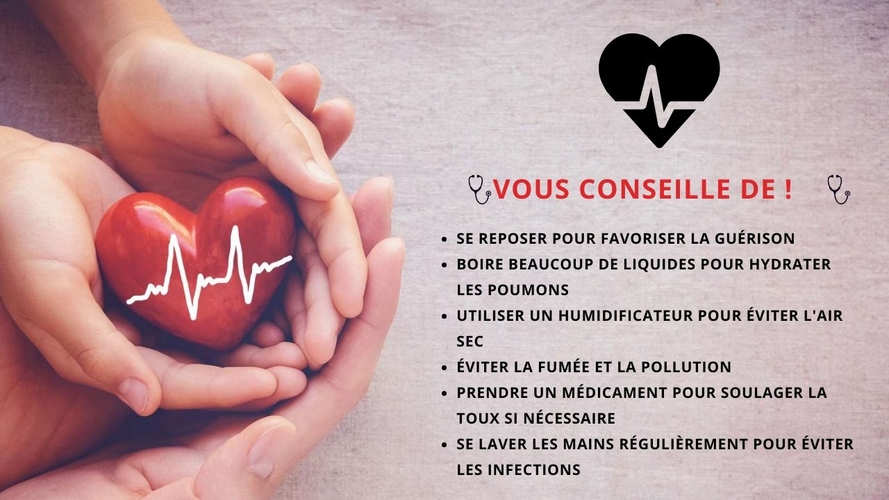 VOUS CONSEILLE DE !
• SE REPOSER POUR FAVORISER LA GUÉRISON
• BOIRE BEAUCOUP DE LIQUIDES POUR HYDRATER
LES POUMONS
• UTILISER UN HUMIDIFICATEUR POUR ÉVITER L'AIR
SEC
• ÉVITER LA FUMÉE ET LA POLLUTION
• PRENDRE UN MÉDICAMENT POUR SOULAGER LA
TOUX SI NÉCESSAIRE
• SE LAVER LES MAINS RÉGULIÈREMENT POUR ÉVITER
LES INFECTIONS